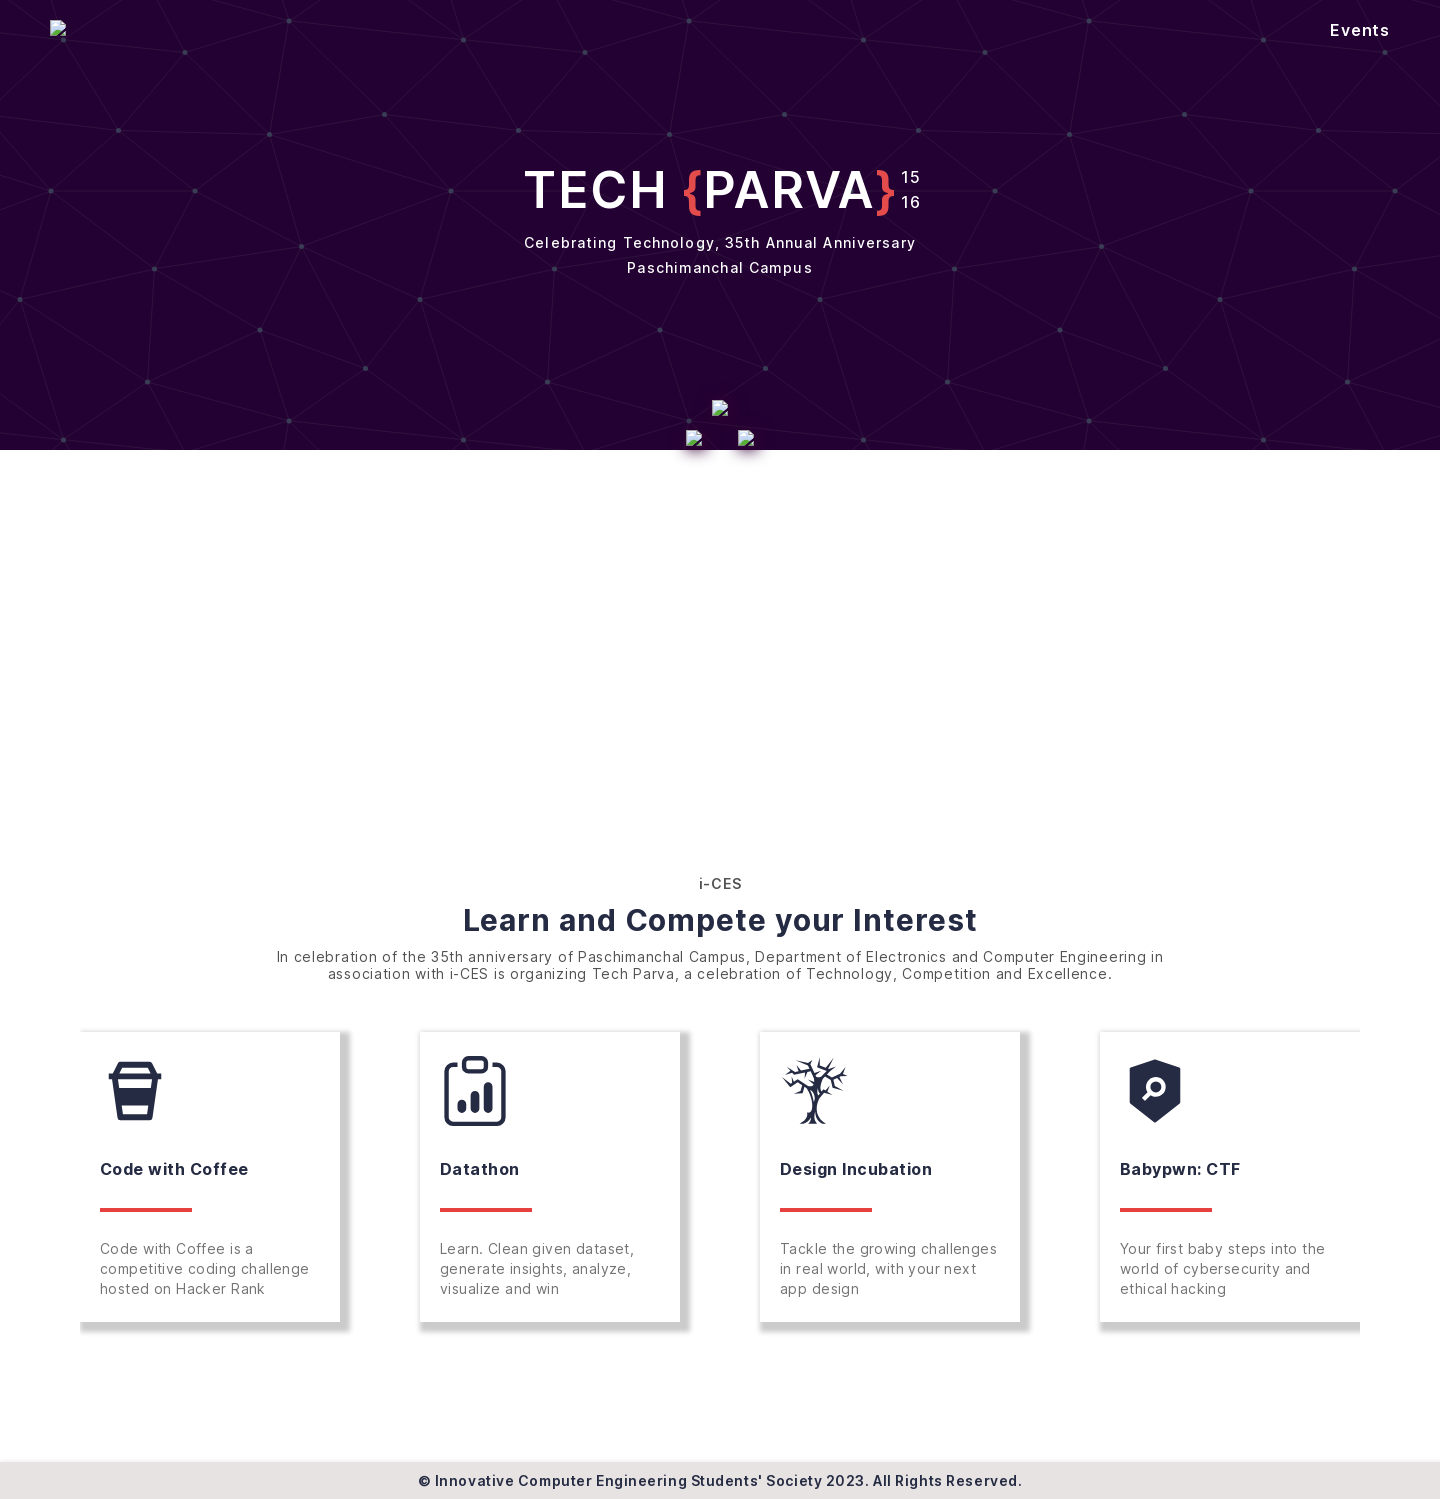 Events
TECH {PARVA}
15
16
Celebrating Technology, 35th Annual Anniversary
Paschimanchal Campus
i-CES
Learn and Compete your Interest
In celebration of the 35th anniversary of Paschimanchal Campus, Department of Electronics and Computer Engineering in
association with i-CES is organizing Tech Parva, a celebration of Technology, Competition and Excellence.
Code with Coffee
Code with Coffee is a
competitive coding challenge
hosted on Hacker Rank
Datathon
Learn. Clean given dataset,
generate insights, analyze,
visualize and win
Design Incubation
Tackle the growing challenges
in real world, with your next
app design
Babypwn: CTF
Your first baby steps into the
world of cybersecurity and
ethical hacking
© Innovative Computer Engineering Students' Society 2023. All Rights Reserved.